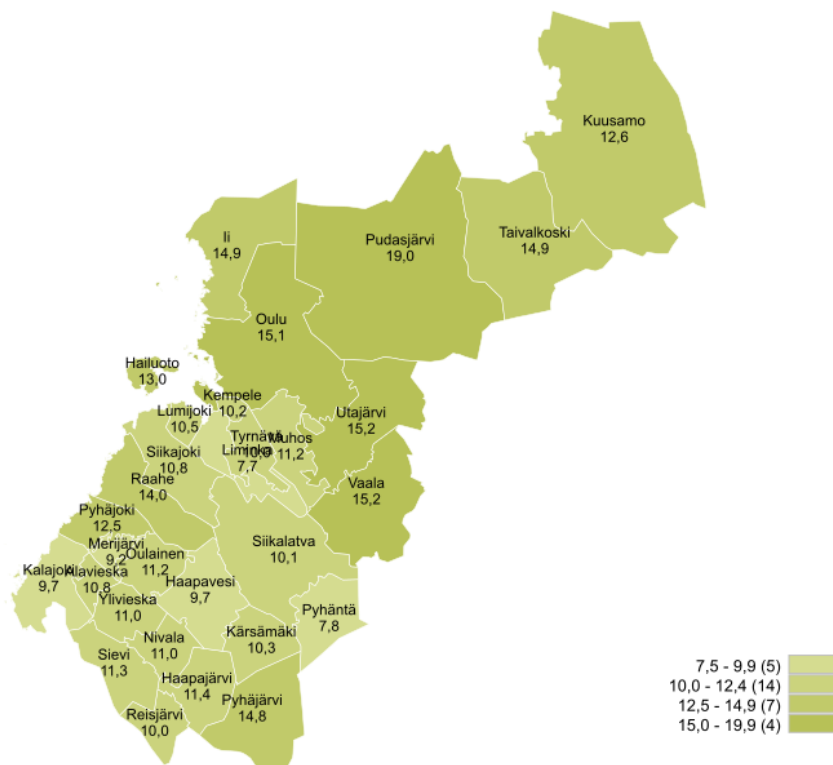 Kuusamo
12,6
Taivalkoski
14,9
Pudasjärvi
19,0
Ii
14,9
Oulu
15,1
Hailuoto
13,0
Kempele
10,2
Lumijoki
10,5
Utajärvi
15,2
Tyrnävä
10,0
Muhos
11,2
Liminka
7,7
Siikajoki
10,8
Raahe
14,0
Vaala
15,2
Pyhäjoki
12,5
Siikalatva
10,1
Merijärvi
9,2
Oulainen
11,2
Kalajoki
9,7
Alavieska
10,8
Haapavesi
9,7
Ylivieska
11,0
Pyhäntä
7,8
Nivala
11,0
Kärsämäki
10,3
Sievi
11,3
Haapajärvi
11,4
Pyhäjärvi
14,8
Reisjärvi
10,0
7,5 - 9,9 (5)
10,0 - 12,4 (14)
12,5 - 14,9 (7)
15,0 - 19,9 (4)